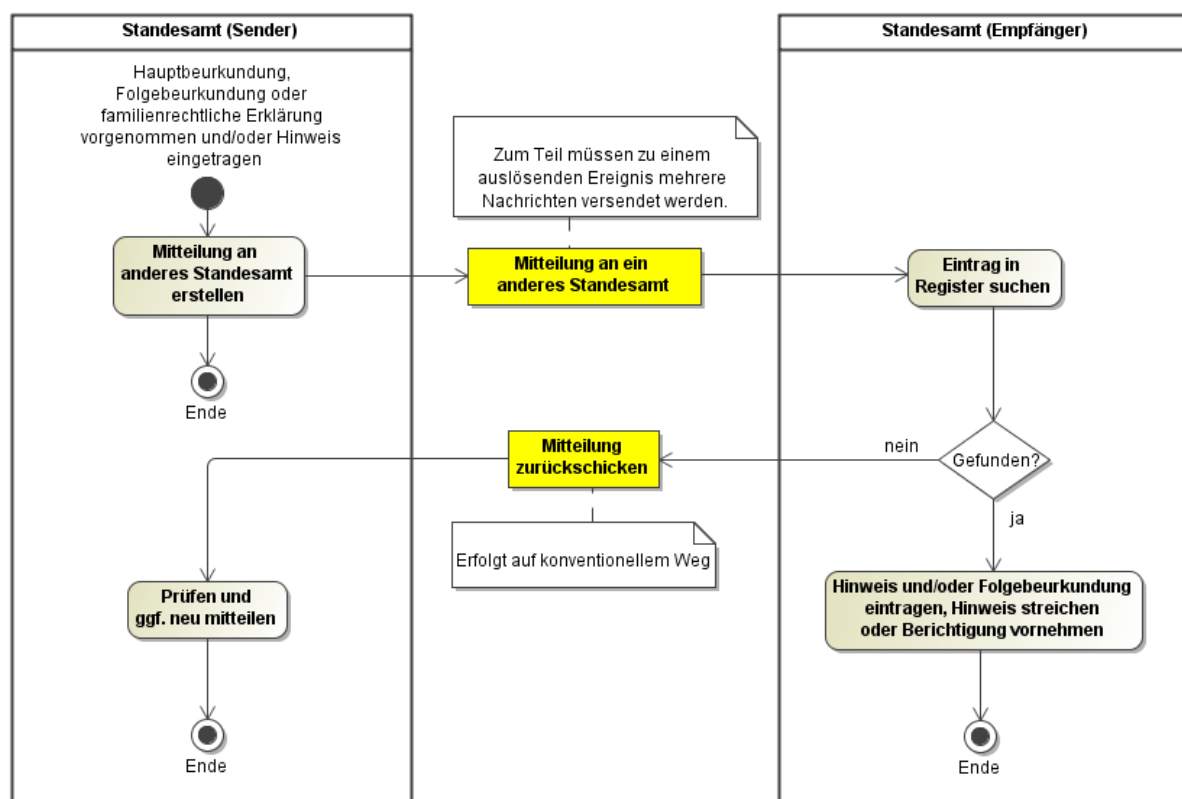 Standesamt (Sender)
Standesamt (Empfänger)
Hauptbeurkundung,
Folgebeurkundung oder
familienrechtliche Erklärung
vorgenommen und/oder Hinweis
eingetragen
Zum Teil müssen zu einem
auslösenden Ereignis mehrere
Nachrichten versendet werden.
Mitteilung an
anderes Standesamt
erstellen
Mitteilung an ein
anderes Standesamt
Eintrag in
Register suchen
Ende
Gefunden?
nein
ja
Mitteilung
zurückschicken
Erfolgt auf konventionellem Weg
Prüfen und
ggf. neu mitteilen
Hinweis und/oder Folgebeurkundung
eintragen, Hinweis streichen
oder Berichtigung vornehmen
Ende
Ende